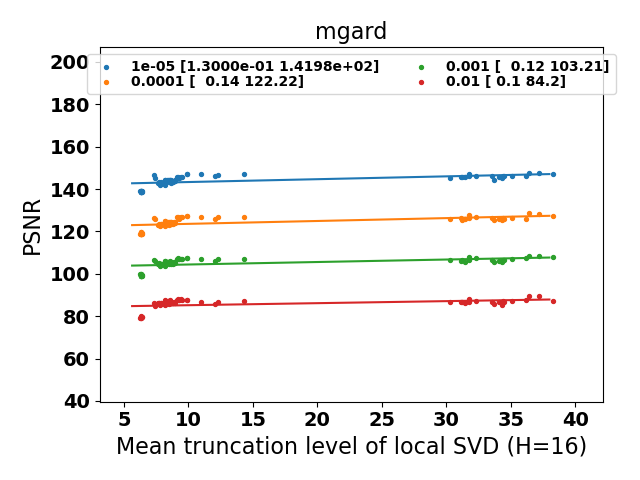 mgard
1e-05 [1.3000e-01 1.4198e+02]
0.0001 [  0.14 122.22]
0.001 [  0.12 103.21]
0.01 [ 0.1 84.2]
PSNR
200
180
160
140
120
100
80
60
40
5 10 15 20 25 30 35 40
Mean truncation level of local SVD (H=16)